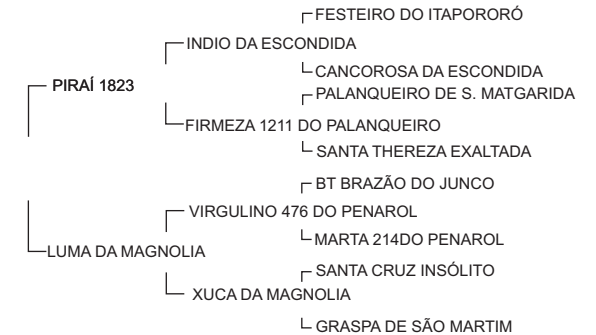 FESTEIRO DO ITAPORORÓ
INDIO DA ESCONDIDA
CANCOROSA DA ESCONDIDA
PIRAÍ 1823
PALANQUEIRO DE S. MATGARIDA
FIRMEZA 1211 DO PALANQUEIRO
SANTA THEREZA EXALTADA
BT BRAZÃO DO JUNCO
VIRGULINO 476 DO PENAROL
MARTA 214DO PENAROL
LUMA DA MAGNOLIA
SANTA CRUZ INSÓLITO
XUCA DA MAGNOLIA
GRASPA DE SÃO MARTIM